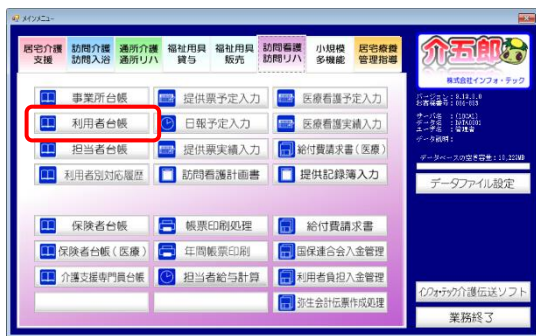 メインメニュー
居宅介護支援
訪問介護訪問入浴
通所介護通所リハ
福祉用具貸与
福祉用具販売
訪問看護訪問リハ
小規模多機能
居宅療養管理指導
介五郎
株式会社インフォ・テック
事業所台帳
提供票予定入力
医療看護予定入力
利用者台帳
日報予定入力
医療看護実績入力
担当者台帳
提供票実績入力
給付費請求書(医療)
利用者別対応履歴
訪問看護計画書
提供記録簿入力
データファイル設定
保険者台帳
帳票印刷処理
給付費請求書
保険者台帳(医療)
年間帳票印刷
国保連合会入金管理
介護支援専門員台帳
担当者給与計算
利用者負担入金管理
弥生会計伝票作成処理
インフォ・テック介護伝送ソフト
業務終了